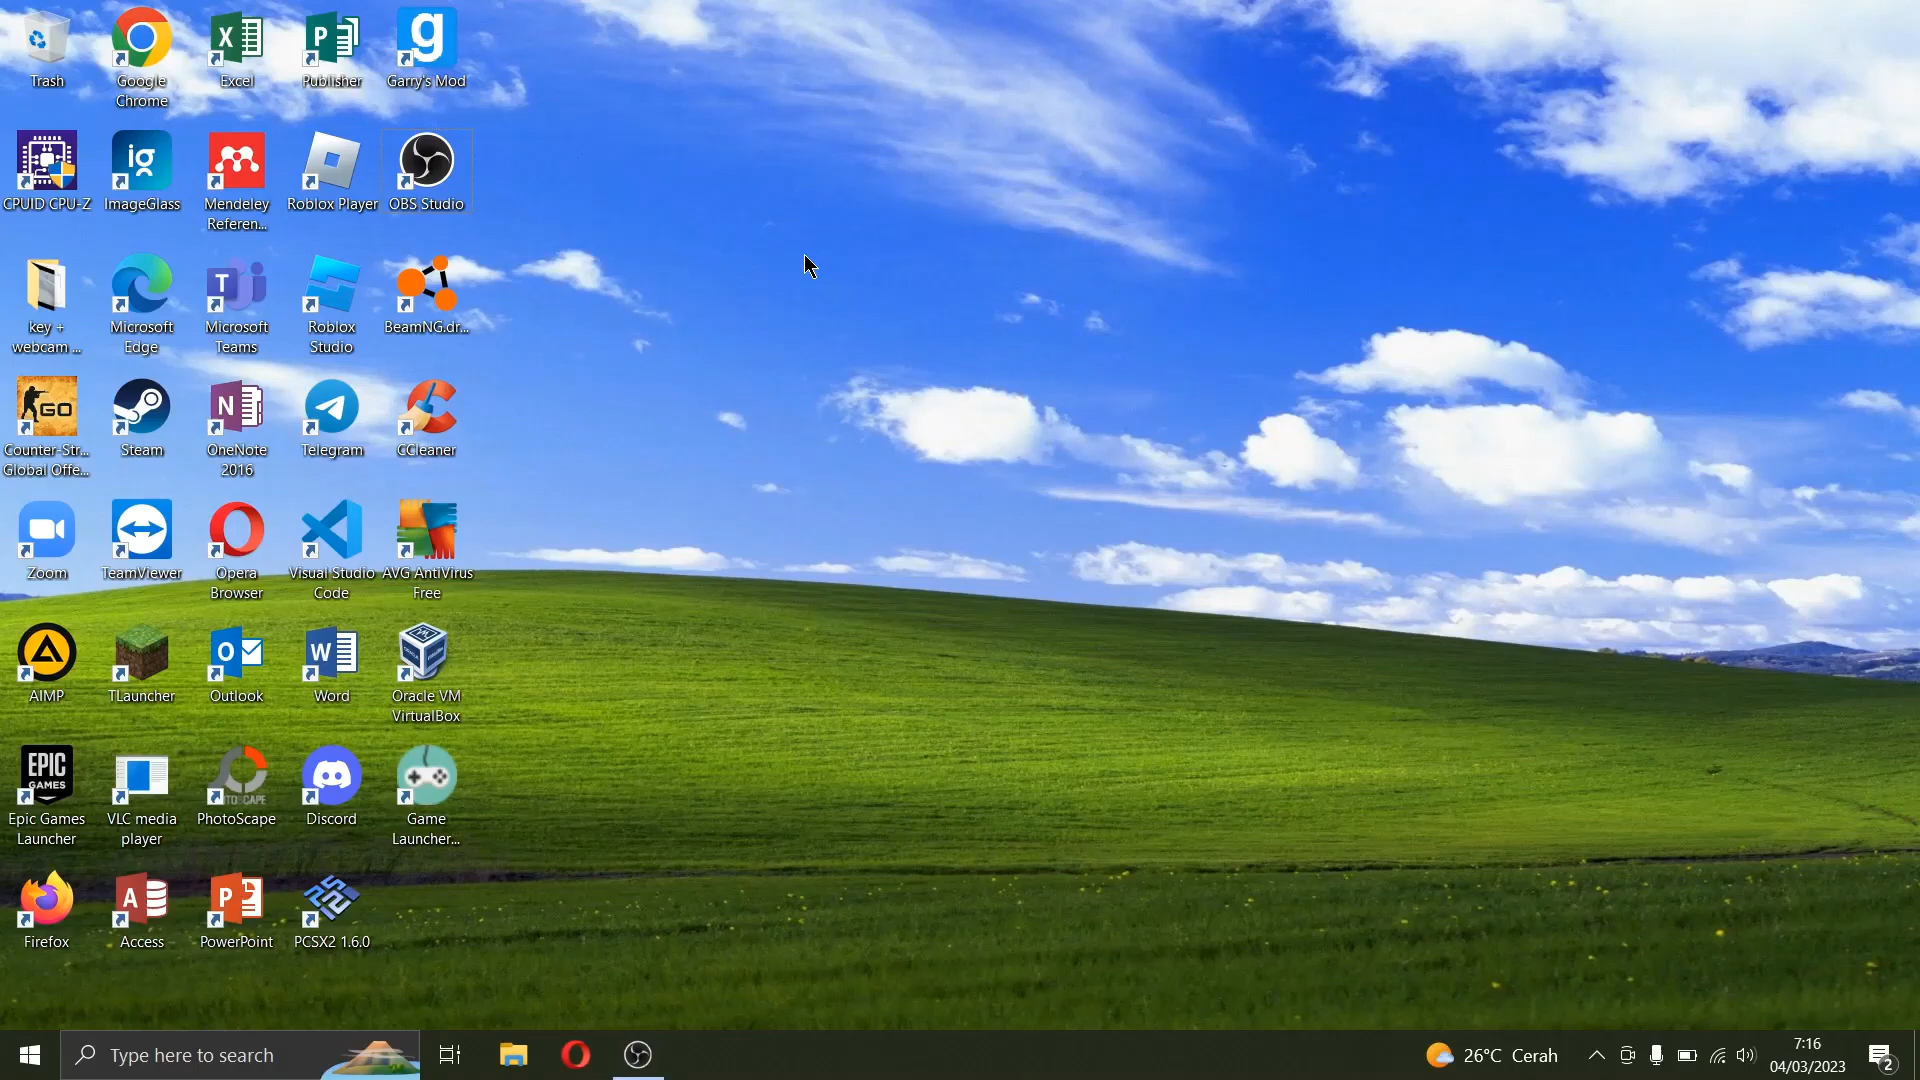 Trash
Google
Chrome
Excel
Publisher
Garry's Mod
CPUID CPU-Z
ImageGlass
Mendeley
Referen...
Roblox Player
OBS Studio
key +
webcam ...
Microsoft
Edge
Microsoft
Teams
Roblox
Studio
BeamNG.dr...
GO
Counter-Str...
Global Offe...
Steam
OneNote
2016
Telegram
CCleaner
Zoom
TeamViewer
Opera
Browser
Visual Studio
Code
AVG AntiVirus
Free
AIMP
TLauncher
Outlook
Word
Oracle VM
VirtualBox
EPIC
GAMES
Epic Games
Launcher
VLC media
player
PhotoScape
Discord
Game
Launcher...
Firefox
Access
PowerPoint
PCSX2 1.6.0
Type here to search
26°C Cerah
7:16
04/03/2023
2